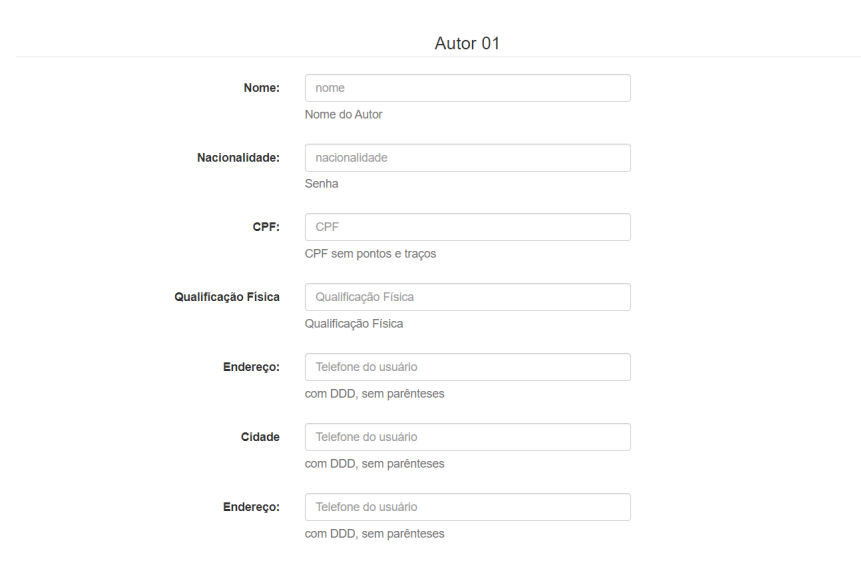 Autor 01
Nome: nome
Nome do Autor
Nacionalidade: nacionalidade
Senha
CPF: CPF
CPF sem pontos e traços
Qualificação Física Qualificação Física
Qualificação Física
Endereço: Telefone do usuário
com DDD, sem parênteses
Cidade Telefone do usuário
com DDD, sem parênteses
Endereço: Telefone do usuário
com DDD, sem parênteses